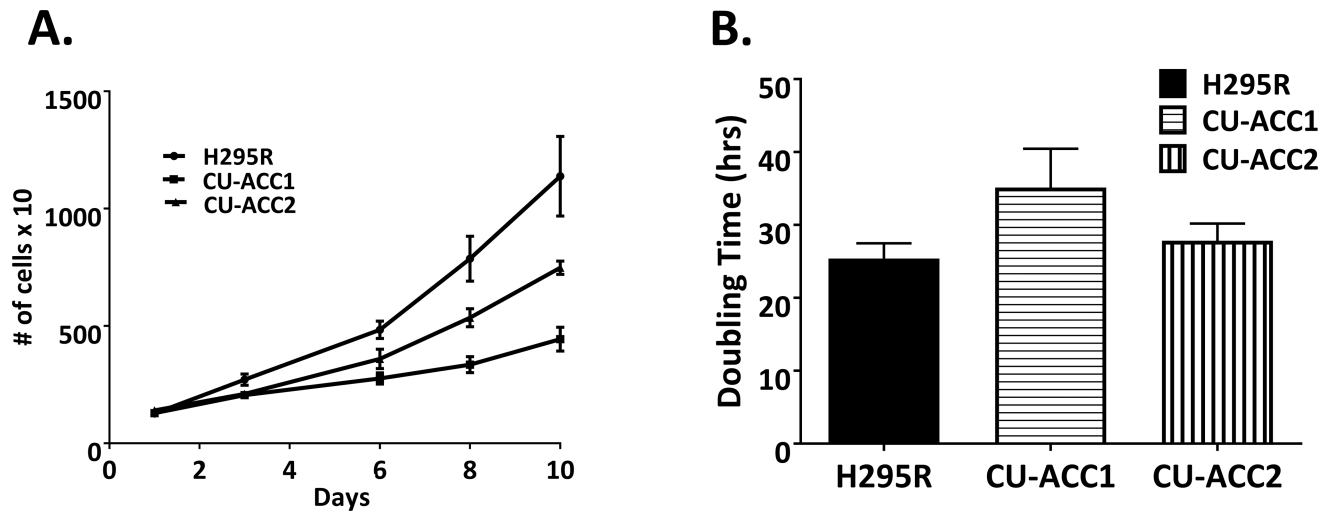 A.
1500
1000
500
0
# of cells x 10
H295R
CU-ACC1
CU-ACC2
0 2 4 6 8 10
Days
B.
50
40
30
20
10
0
Doubling Time (hrs)
H295R
CU-ACC1
CU-ACC2
H295R CU-ACC1 CU-ACC2